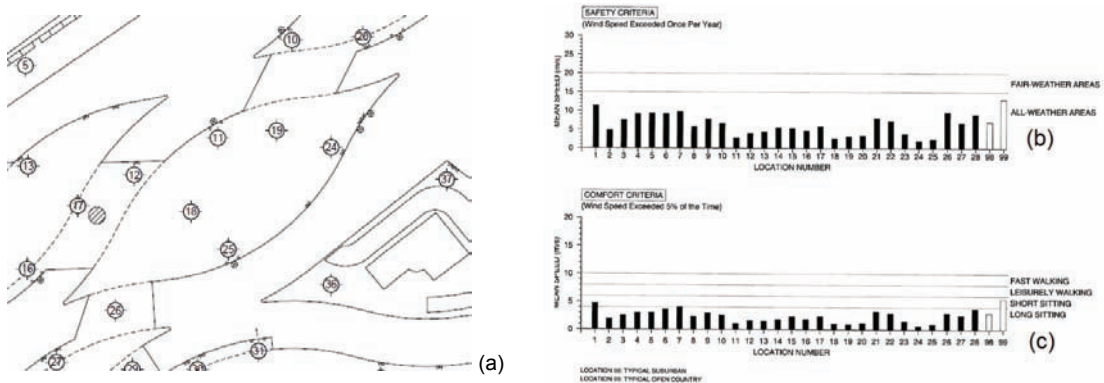 5
10
20
13
11
19
24
12
37
17
18
16
25
36
26
31
27
(a)
SAFETY CRITERIA
(Wind Speed Exceeded Once Per Year)
MEAN SPEED (m/s)
30
25
20
15
10
5
0
FAIR-WEATHER AREAS
ALL-WEATHER AREAS
(b)
1 2 3 4 5 6 7 8 9 10 11 12 13 14 15 16 17 18 19 20 21 22 23 24 25 26 27 28 98 99
LOCATION NUMBER
COMFORT CRITERIA
(Wind Speed Exceeded 5% of the Time)
MEAN SPEED (m/s)
20
15
10
5
0
FAST WALKING
LEISURELY WALKING
SHORT SITTING
LONG SITTING
(c)
1 2 3 4 5 6 7 8 9 10 11 12 13 14 15 16 17 18 19 20 21 22 23 24 25 26 27 28 98 99
LOCATION NUMBER
LOCATION 98: TYPICAL SUBURBAN
LOCATION 99: TYPICAL OPEN COUNTRY